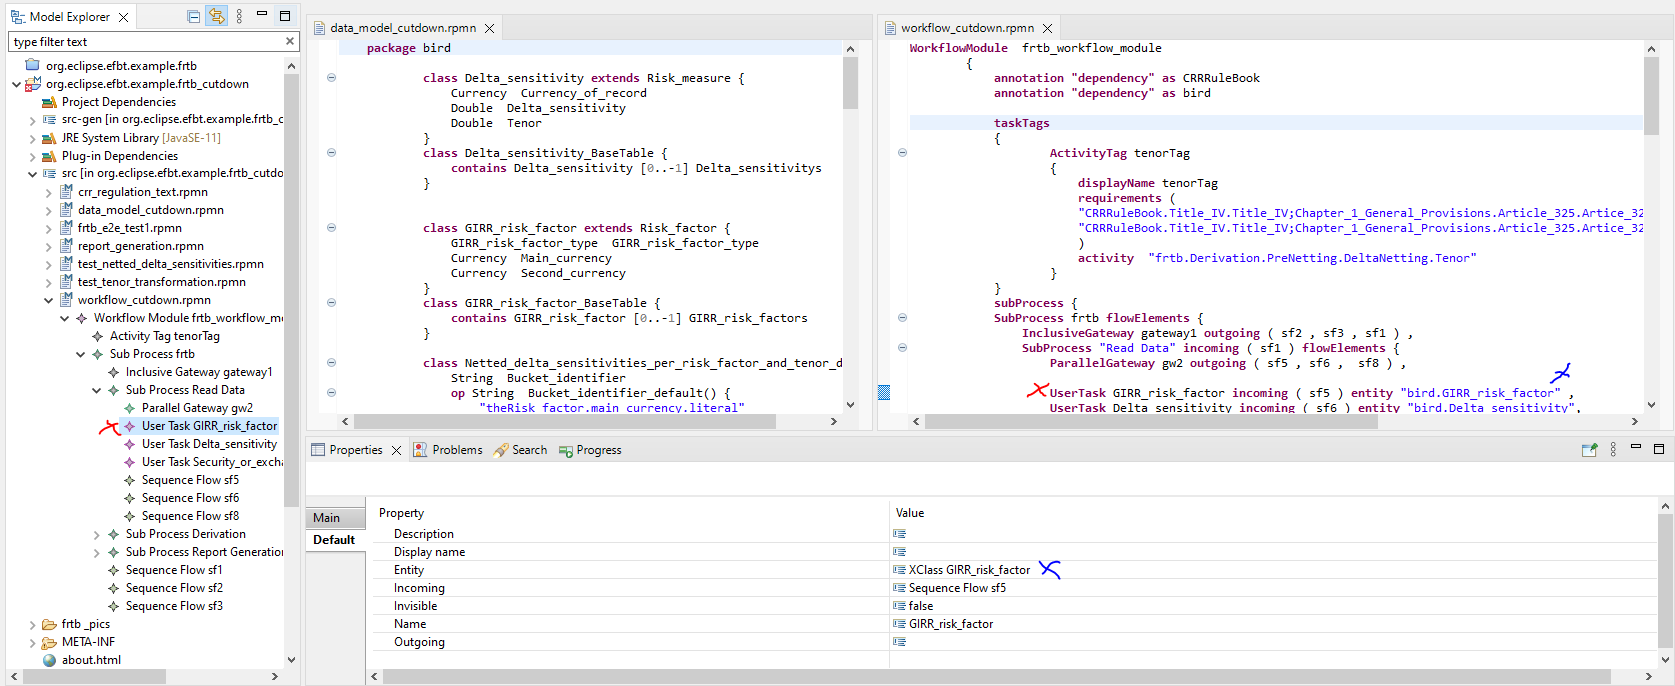 Model Explorer
type filter text
org.eclipse.efbt.example.frtb
org.eclipse.efbt.example.frtb_cutdown
Project Dependencies
src-gen [in org.eclipse.efbt.example.frtb_c
JRE System Library [JavaSE-11]
Plug-in Dependencies
src [in org.eclipse.efbt.example.frtb_cutdo
crr_regulation_text.rpmn
data_model_cutdown.rpmn
frtb_e2e_test1.rpmn
report_generation.rpmn
test_netted_delta_sensitivities.rpmn
test_tenor_transformation.rpmn
workflow_cutdown.rpmn
Workflow Module frtb_workflow_m
Activity Tag tenorTag
Sub Process frtb
Inclusive Gateway gateway1
Sub Process Read Data
Parallel Gateway gw2
User Task GIRR_risk_factor
User Task Delta_sensitivity
User Task Security_or_exch
Sequence Flow sf5
Sequence Flow sf6
Sequence Flow sf8
Sub Process Derivation
Sub Process Report Generation
Sequence Flow sf1
Sequence Flow sf2
Sequence Flow sf3
frtb _pics
META-INF
about.html
data_model_cutdown.rpmn
package bird
class Delta_sensitivity extends Risk_measure {
Currency Currency_of_record
Double Delta_sensitivity
Double Tenor
}
class Delta_sensitivity_BaseTable {
contains Delta_sensitivity [0..-1] Delta_sensitivitys
}
class GIRR_risk_factor extends Risk_factor {
GIRR_risk_factor_type GIRR_risk_factor_type
Currency Main_currency
Currency Second_currency
}
class GIRR_risk_factor_BaseTable {
contains GIRR_risk_factor [0..-1] GIRR_risk_factors
}
class Netted_delta_sensitivities_per_risk_factor_and_tenor_d
String Bucket_identifier
op String Bucket_identifier_default() {
"theRisk_factor.main_currency.literal"
workflow_cutdown.rpmn
WorkflowModule frtb_workflow_module
{
annotation "dependency" as CRRRuleBook
annotation "dependency" as bird
taskTags
{
ActivityTag tenorTag
{
displayName tenorTag
requirements (
"CRRRuleBook.Title_IV.Title_IV;Chapter_1_General_Provisions.Article_325.Artice_32
"CRRRuleBook.Title_IV.Title_IV;Chapter_1_General_Provisions.Article_325.Artice_32
)
activity "frtb.Derivation.PreNetting.DeltaNetting.Tenor"
}
}
subProcess {
SubProcess frtb flowElements {
InclusiveGateway gateway1 outgoing ( sf2 , sf3 , sf1 ) ,
SubProcess "Read Data" incoming ( sf1 ) flowElements {
ParallelGateway gw2 outgoing ( sf5 , sf6 , sf8 ) ,
UserTask GIRR_risk_factor incoming ( sf5 ) entity "bird.GIRR_risk_factor" ,
UserTask Delta_sensitivity incoming ( sf6 ) entity "bird.Delta_sensitivity",
Properties Problems Search Progress
Main
Default
Property Value
Description
Display name
Entity XClass GIRR_risk_factor
Incoming Sequence Flow sf5
Invisible false
Name GIRR_risk_factor
Outgoing